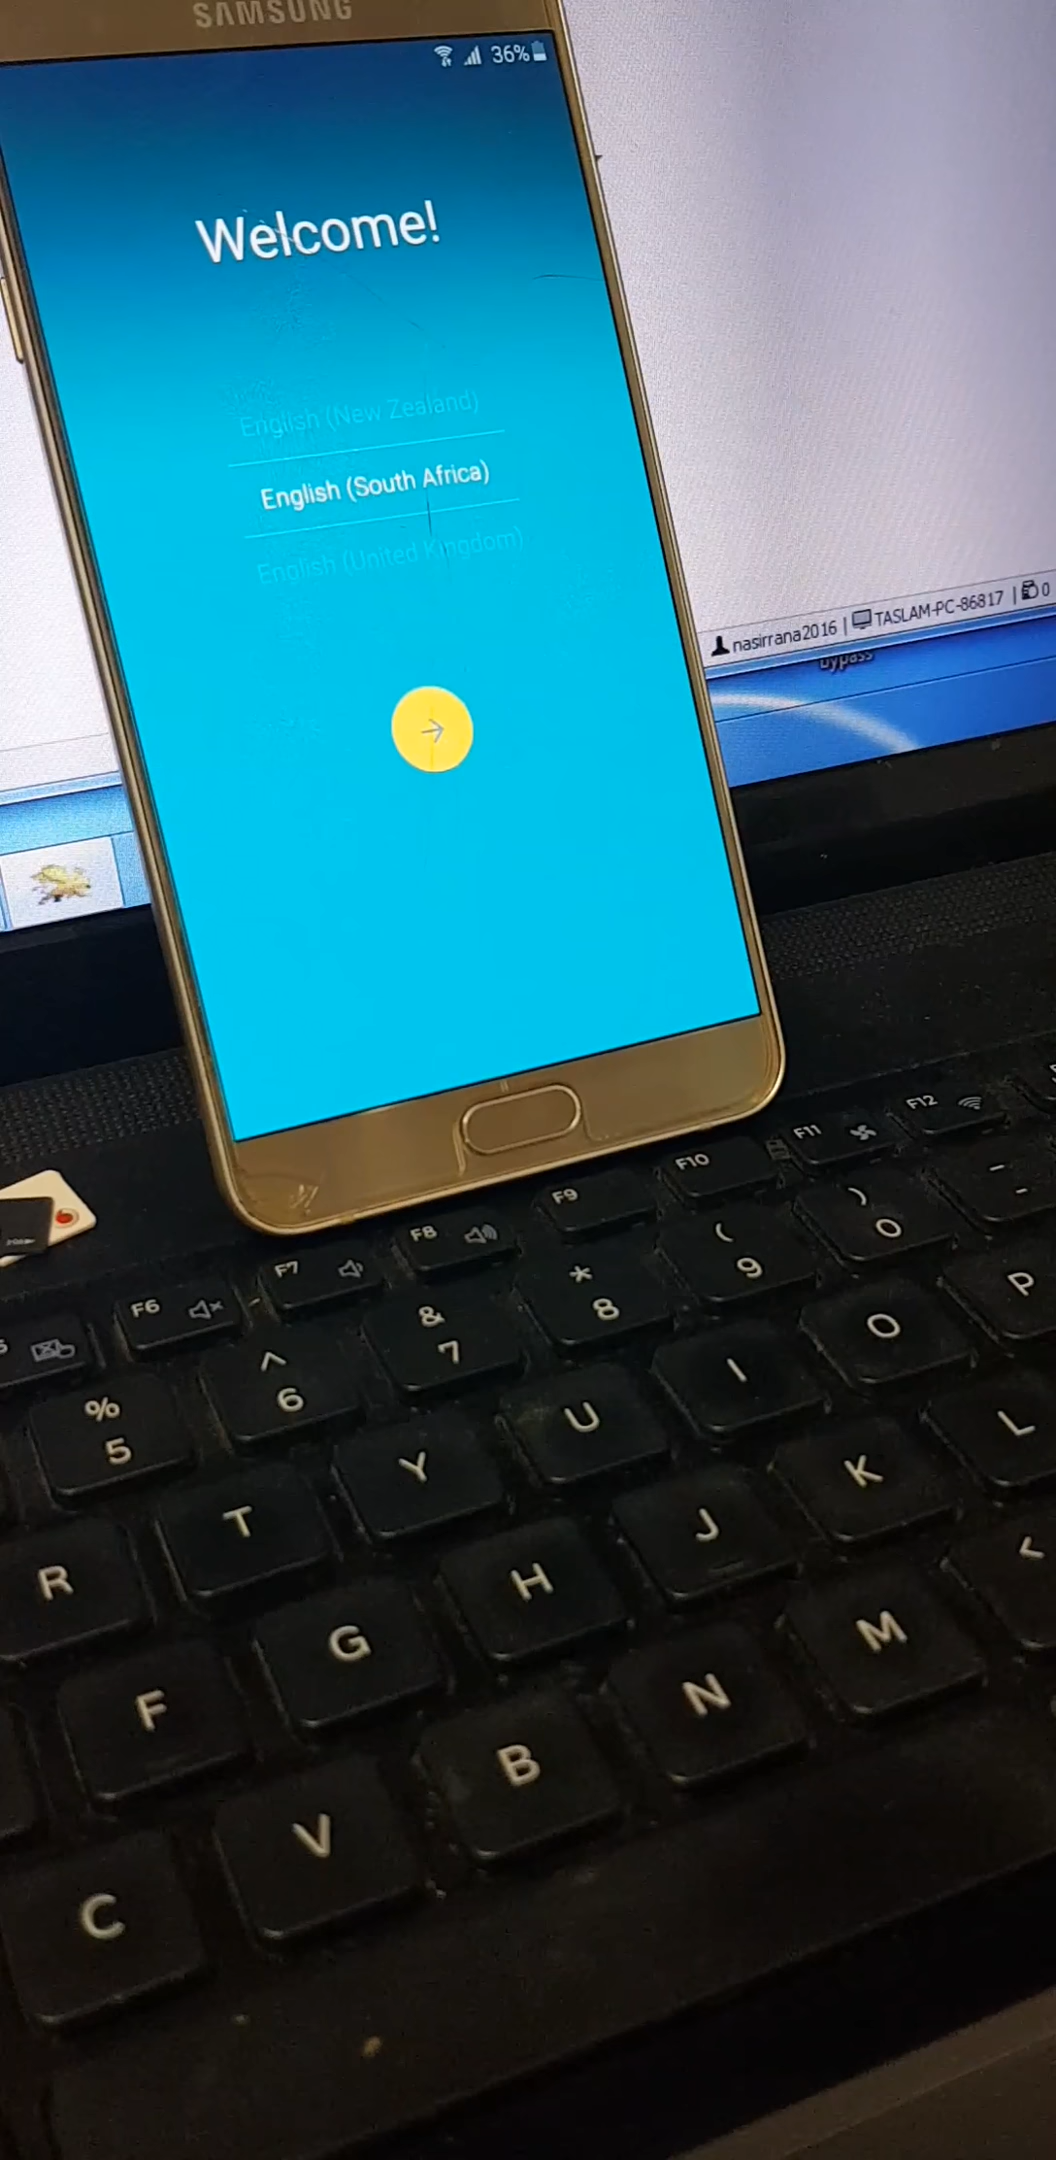 SAMSUNG
36%
Welcome!
English (New Zealand)
English (South Africa)
English (United Kingdom)
nasirrana2016 | TASLAM-PC-86817 | 0
bypass
F12
F11
F10
F9
F8
F7
F6
) 0
( 9
* 8
& 7
^ 6
% 5
P
O
I
U
Y
T
R
L
K
J
H
G
F
<
M
N
B
V
C